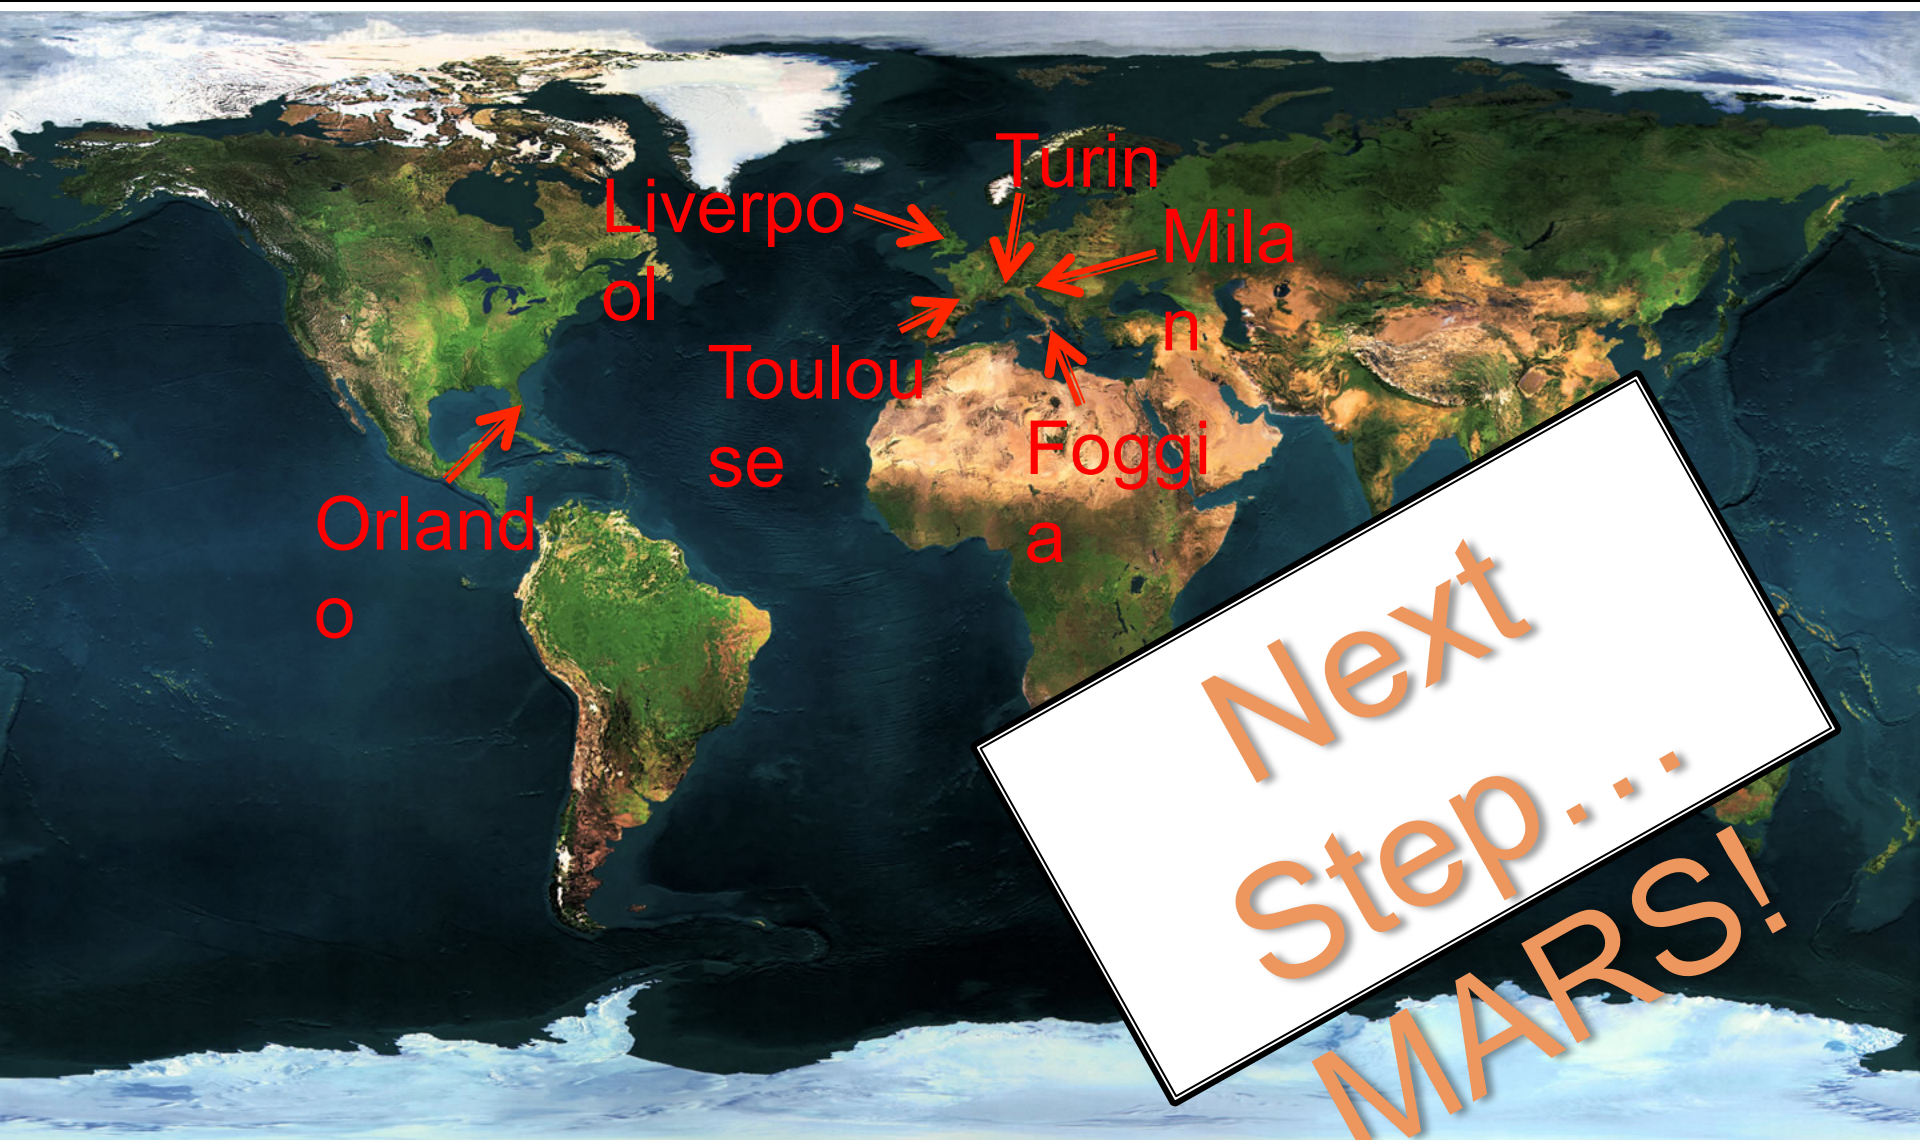 Turin
Liverpo
ol
Mila
n
Toulou
se
Foggi
a
Orland
o
Next
Step…
MARS!